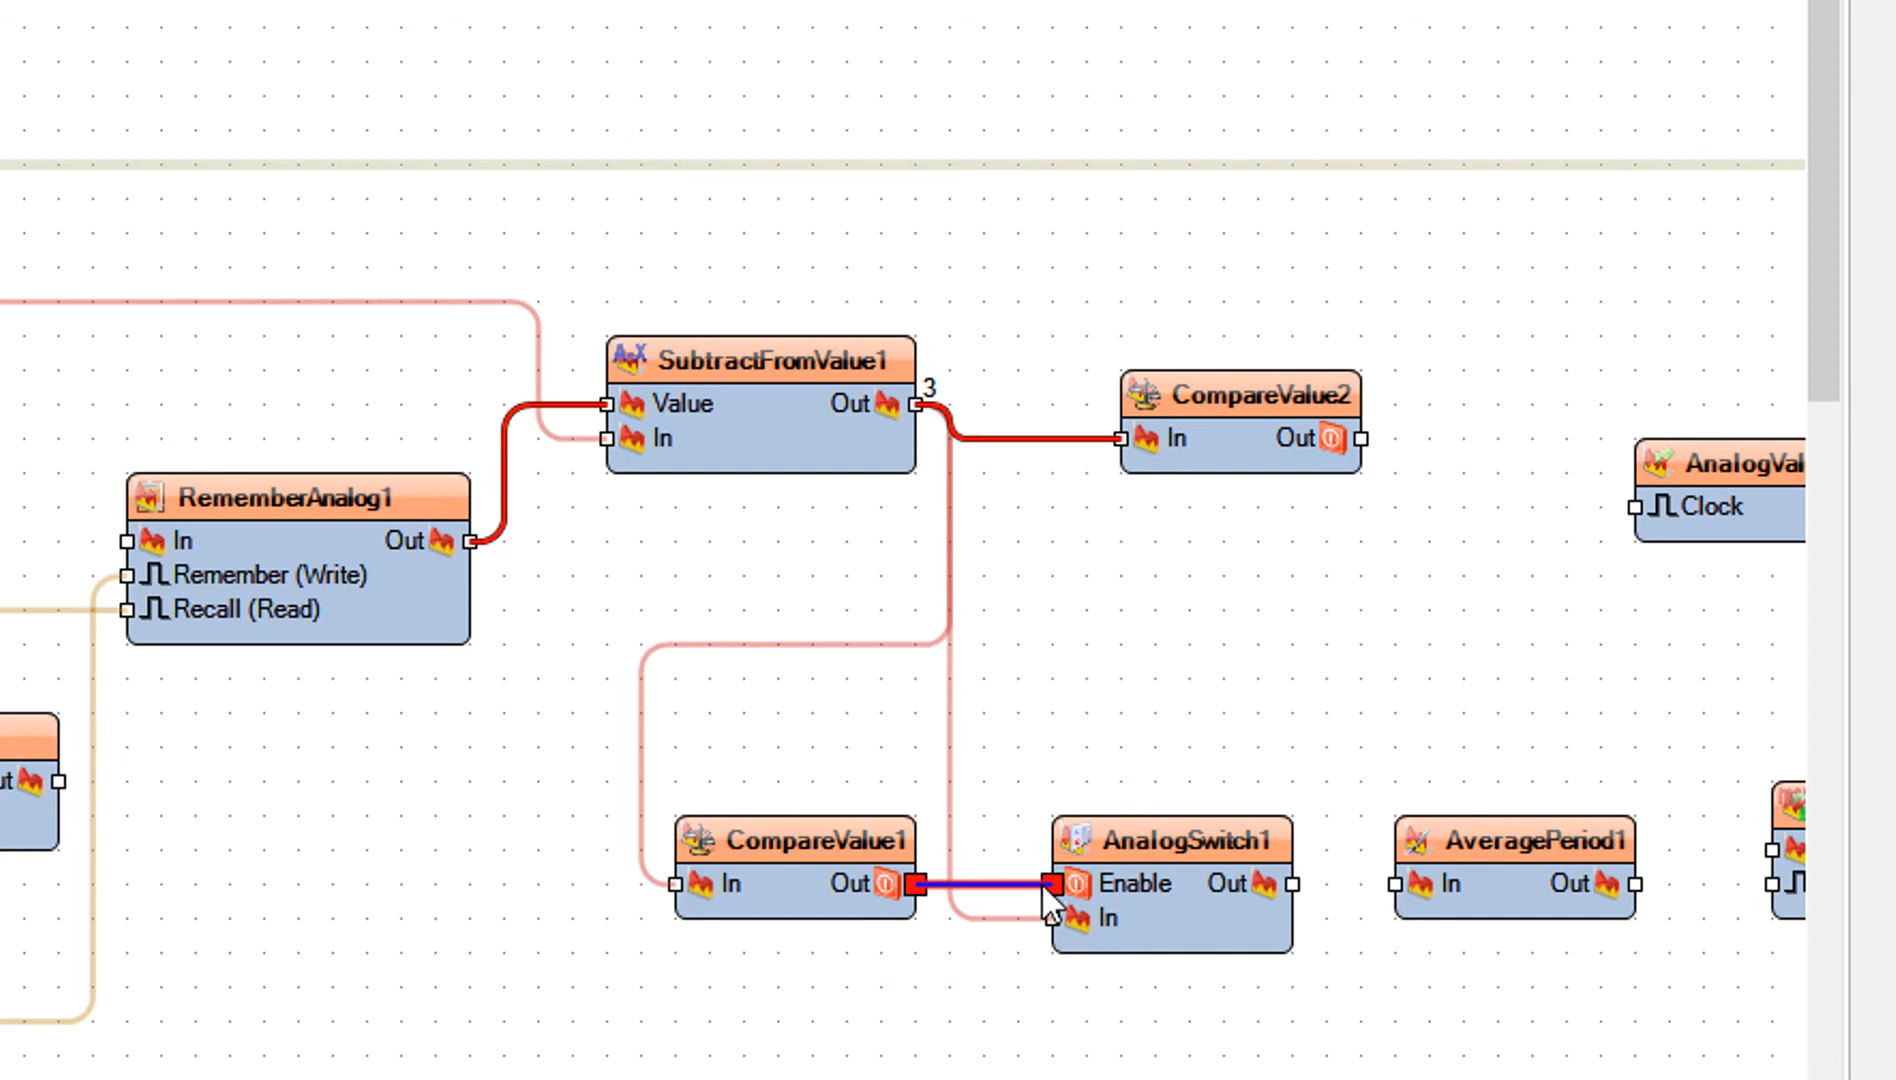 SubtractFromValue1
Value
Out
3
In
CompareValue2
In
Out
AnalogVal
Clock
RememberAnalog1
In
Out
Remember (Write)
Recall (Read)
ut
CompareValue1
In
Out
AnalogSwitch1
Enable
Out
In
AveragePeriod1
In
Out